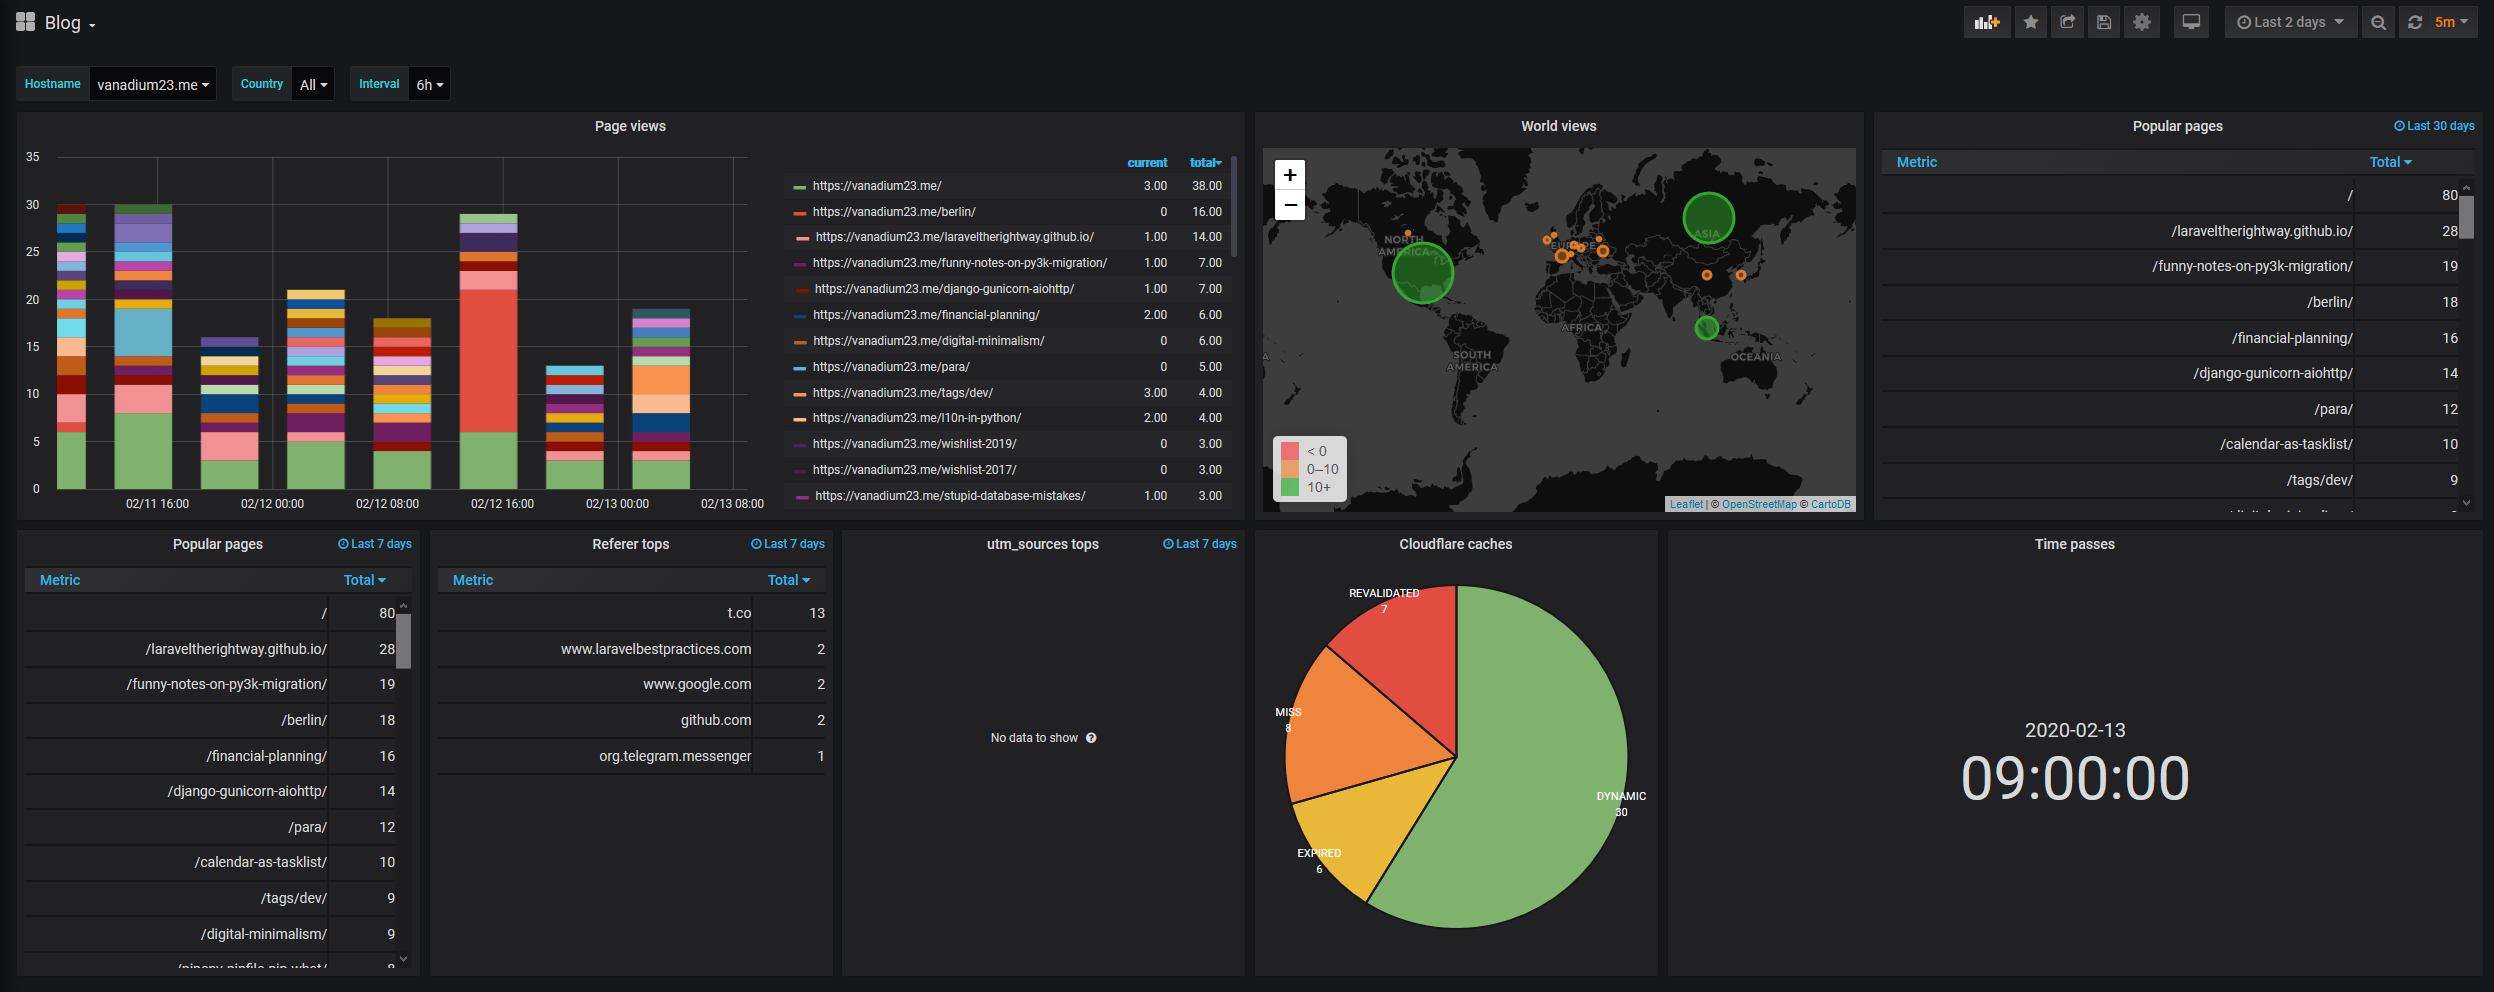 Blog
Last 2 days
5m
Hostname vanadium23.me
Country All
Interval 6h
Page views
35
30
25
20
15
10
5
0
02/11 16:00 02/12 00:00 02/12 08:00 02/12 16:00 02/13 00:00 02/13 08:00
current total
https://vanadium23.me/ 3.00 38.00
https://vanadium23.me/berlin/ 0 16.00
https://vanadium23.me/laraveltherightway.github.io/ 1.00 14.00
https://vanadium23.me/funny-notes-on-py3k-migration/ 1.00 7.00
https://vanadium23.me/django-gunicorn-aiohttp/ 1.00 7.00
https://vanadium23.me/financial-planning/ 2.00 6.00
https://vanadium23.me/digital-minimalism/ 0 6.00
https://vanadium23.me/para/ 0 5.00
https://vanadium23.me/tags/dev/ 3.00 4.00
https://vanadium23.me/l10n-in-python/ 2.00 4.00
https://vanadium23.me/wishlist-2019/ 0 3.00
https://vanadium23.me/wishlist-2017/ 0 3.00
https://vanadium23.me/stupid-database-mistakes/ 1.00 3.00
World views
+
−
NORTH
AMERICA
EUROPE
ASIA
AFRICA
SOUTH
AMERICA
OCEANIA
< 0
0–10
10+
Leaflet | © OpenStreetMap © CartoDB
Popular pages Last 30 days
Metric Total
/ 80
/laraveltherightway.github.io/ 28
/funny-notes-on-py3k-migration/ 19
/berlin/ 18
/financial-planning/ 16
/django-gunicorn-aiohttp/ 14
/para/ 12
/calendar-as-tasklist/ 10
/tags/dev/ 9
Popular pages Last 7 days
Metric Total
/ 80
/laraveltherightway.github.io/ 28
/funny-notes-on-py3k-migration/ 19
/berlin/ 18
/financial-planning/ 16
/django-gunicorn-aiohttp/ 14
/para/ 12
/calendar-as-tasklist/ 10
/tags/dev/ 9
/digital-minimalism/ 9
Referer tops Last 7 days
Metric Total
t.co 13
www.laravelbestpractices.com 2
www.google.com 2
github.com 2
org.telegram.messenger 1
utm_sources tops Last 7 days
No data to show
Cloudflare caches
REVALIDATED
7
MISS
8
DYNAMIC
30
EXPIRED
6
Time passes
2020-02-13
09:00:00